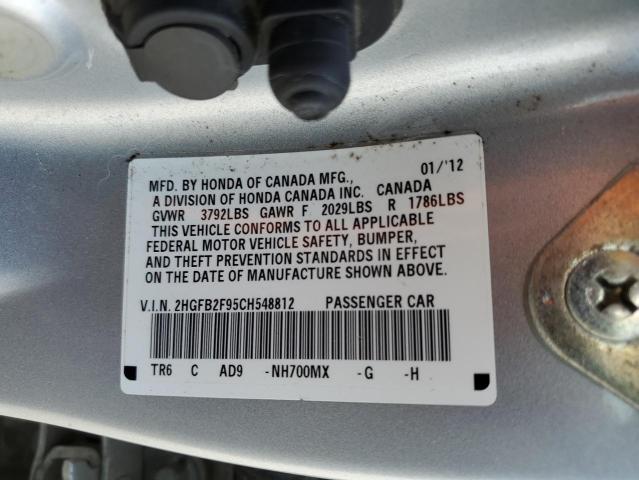 01/'12
MFD. BY HONDA OF CANADA MFG.,
A DIVISION OF HONDA CANADA INC. CANADA
GVWR 3792LBS GAWR F 2029LBS R 1786LBS
THIS VEHICLE CONFORMS TO ALL APPLICABLE
FEDERAL MOTOR VEHICLE SAFETY, BUMPER,
AND THEFT PREVENTION STANDARDS IN EFFECT
ON THE DATE OF MANUFACTURE SHOWN ABOVE.
V.I.N. 2HGFB2F95CH548812 PASSENGER CAR
TR6 C AD9 -NH700MX -G -H